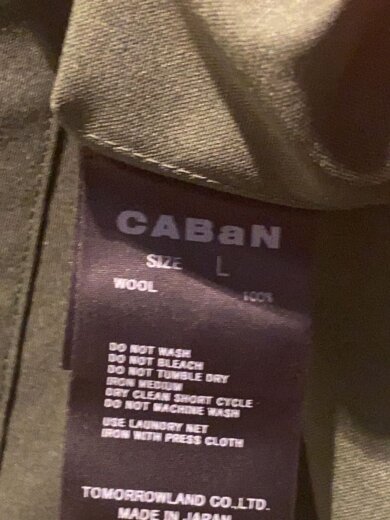 CABaN
SIZE L
WOOL 100%
DO NOT WASH
DO NOT BLEACH
DO NOT TUMBLE DRY
IRON MEDIUM
DRY CLEAN SHORT CYCLE
DO NOT MACHINE WASH
USE LAUNDRY NET
IRON WITH PRESS CLOTH
TOMORROWLAND CO.,LTD.
MADE IN JAPAN